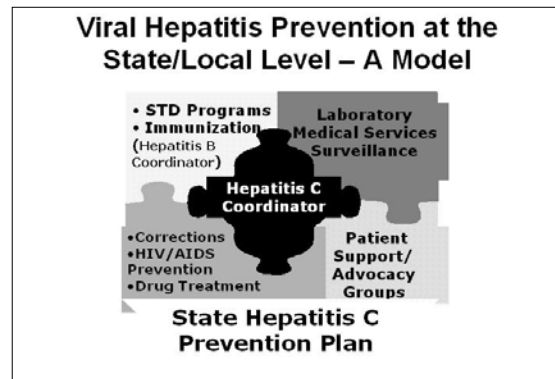 Viral Hepatitis Prevention at the
State/Local Level – A Model
• STD Programs
• Immunization
(Hepatitis B
Coordinator)
Laboratory
Medical Services
Surveillance
Hepatitis C
Coordinator
•Corrections
•HIV/AIDS
Prevention
•Drug Treatment
Patient
Support/
Advocacy
Groups
State Hepatitis C
Prevention Plan